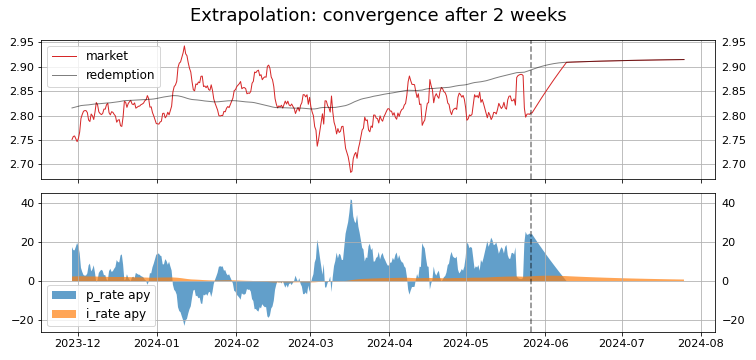 Extrapolation: convergence after 2 weeks
2.95 2.95
market
2.90 2.90
redemption
2.85 2.85
2.80 2.80
2.75 2.75
2.70 2.70
40 40
20 20
0 0
p_rate apy
i_rate apy
−20 −20
2023-12 2024-01 2024-02 2024-03 2024-04 2024-05 2024-06 2024-07 2024-08